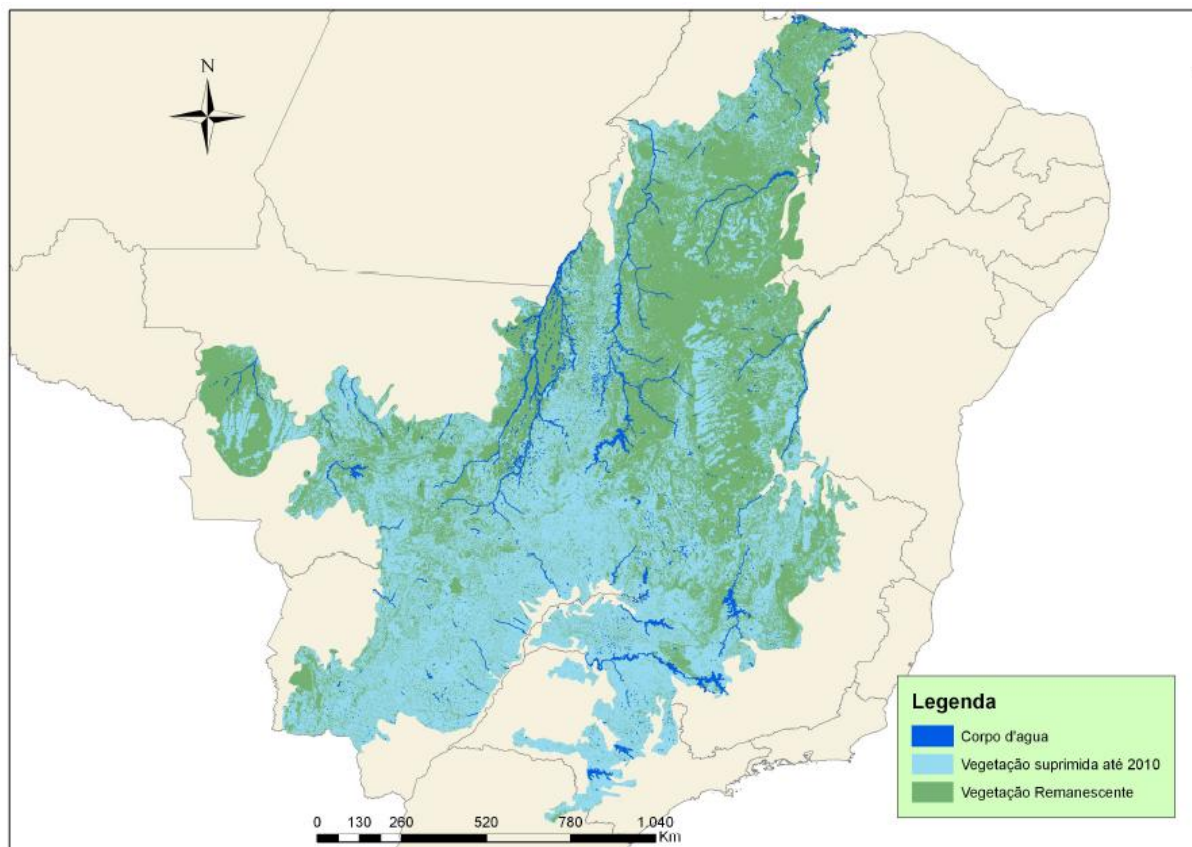 N
Legenda
Corpo d'agua
Vegetação suprimida até 2010
Vegetação Remanescente
0 130 260 520 780 1.040
Km